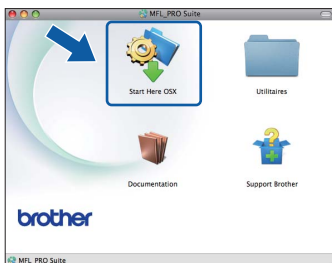 MFL_PRO Suite
Start Here OSX
Utilitaires
Documentation
Support Brother
brother
MFL_PRO Suite